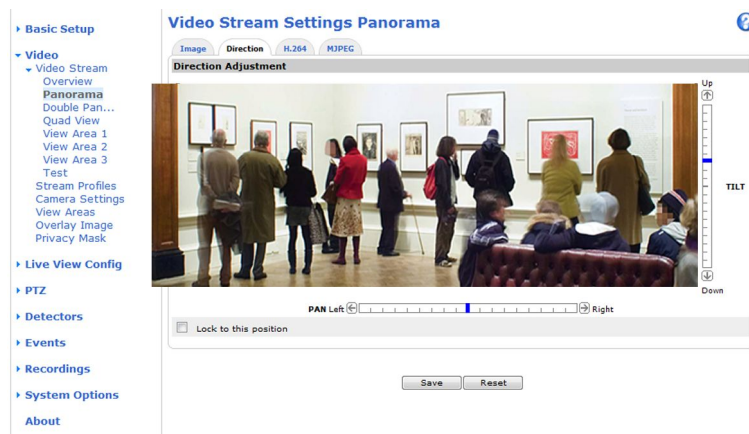 Basic Setup
Video
Video Stream
Overview
Panorama
Double Pan...
Quad View
View Area 1
View Area 2
View Area 3
Test
Stream Profiles
Camera Settings
View Areas
Overlay Image
Privacy Mask
Live View Config
PTZ
Detectors
Events
Recordings
System Options
About
Video Stream Settings Panorama
?
Image Direction H.264 MJPEG
Direction Adjustment
Up
TILT
Down
PAN Left Right
Lock to this position
Save Reset